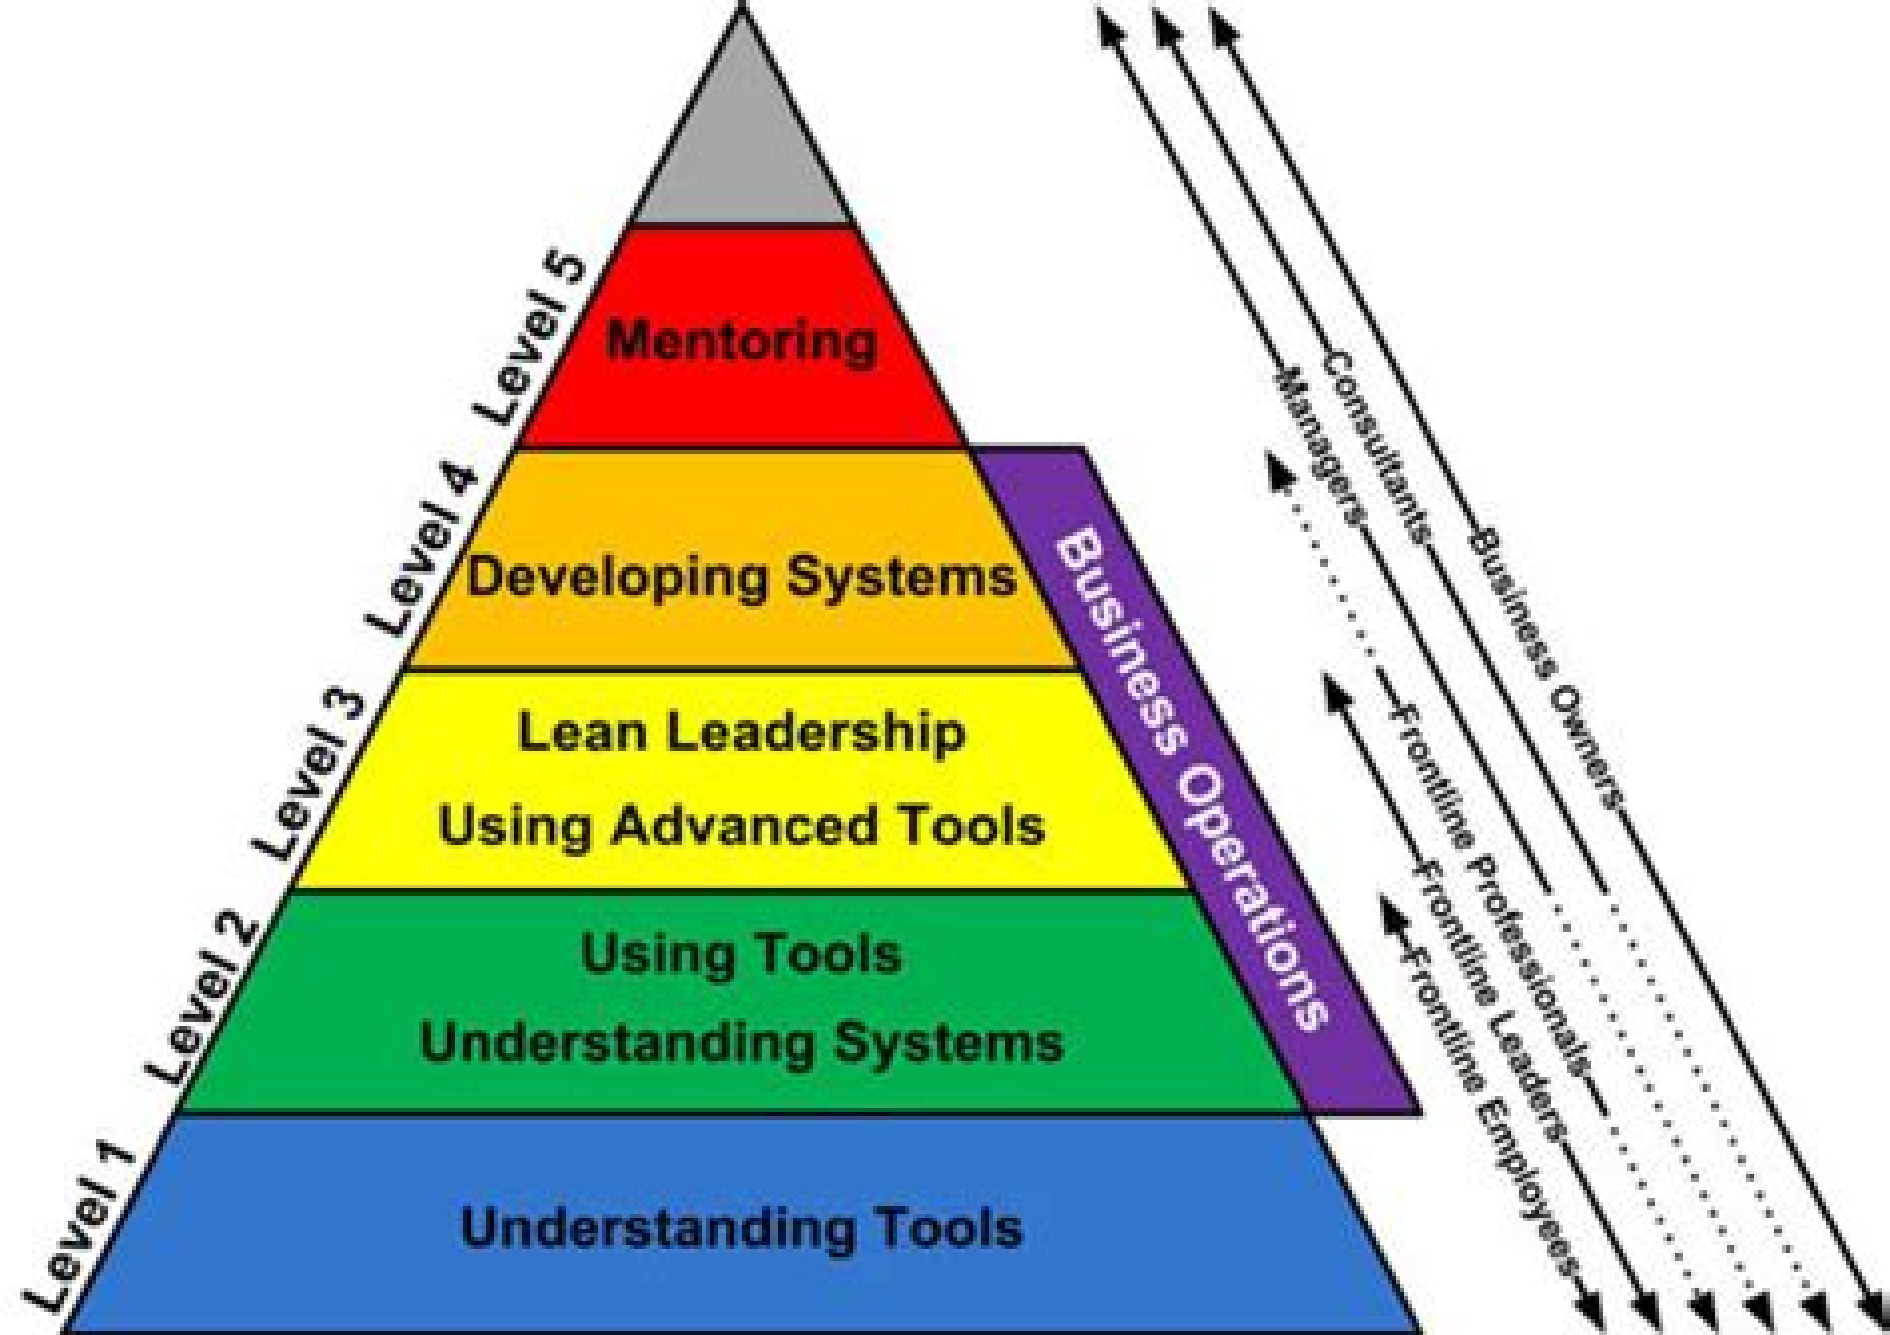 Level 5
Mentoring
Level 4
Developing Systems
Level 3
Lean Leadership
Using Advanced Tools
Level 2
Using Tools
Understanding Systems
Level 1
Understanding Tools
Business Operations
Managers
Consultants
Business Owners
Frontline Professionals
Frontline Leaders
Frontline Employees